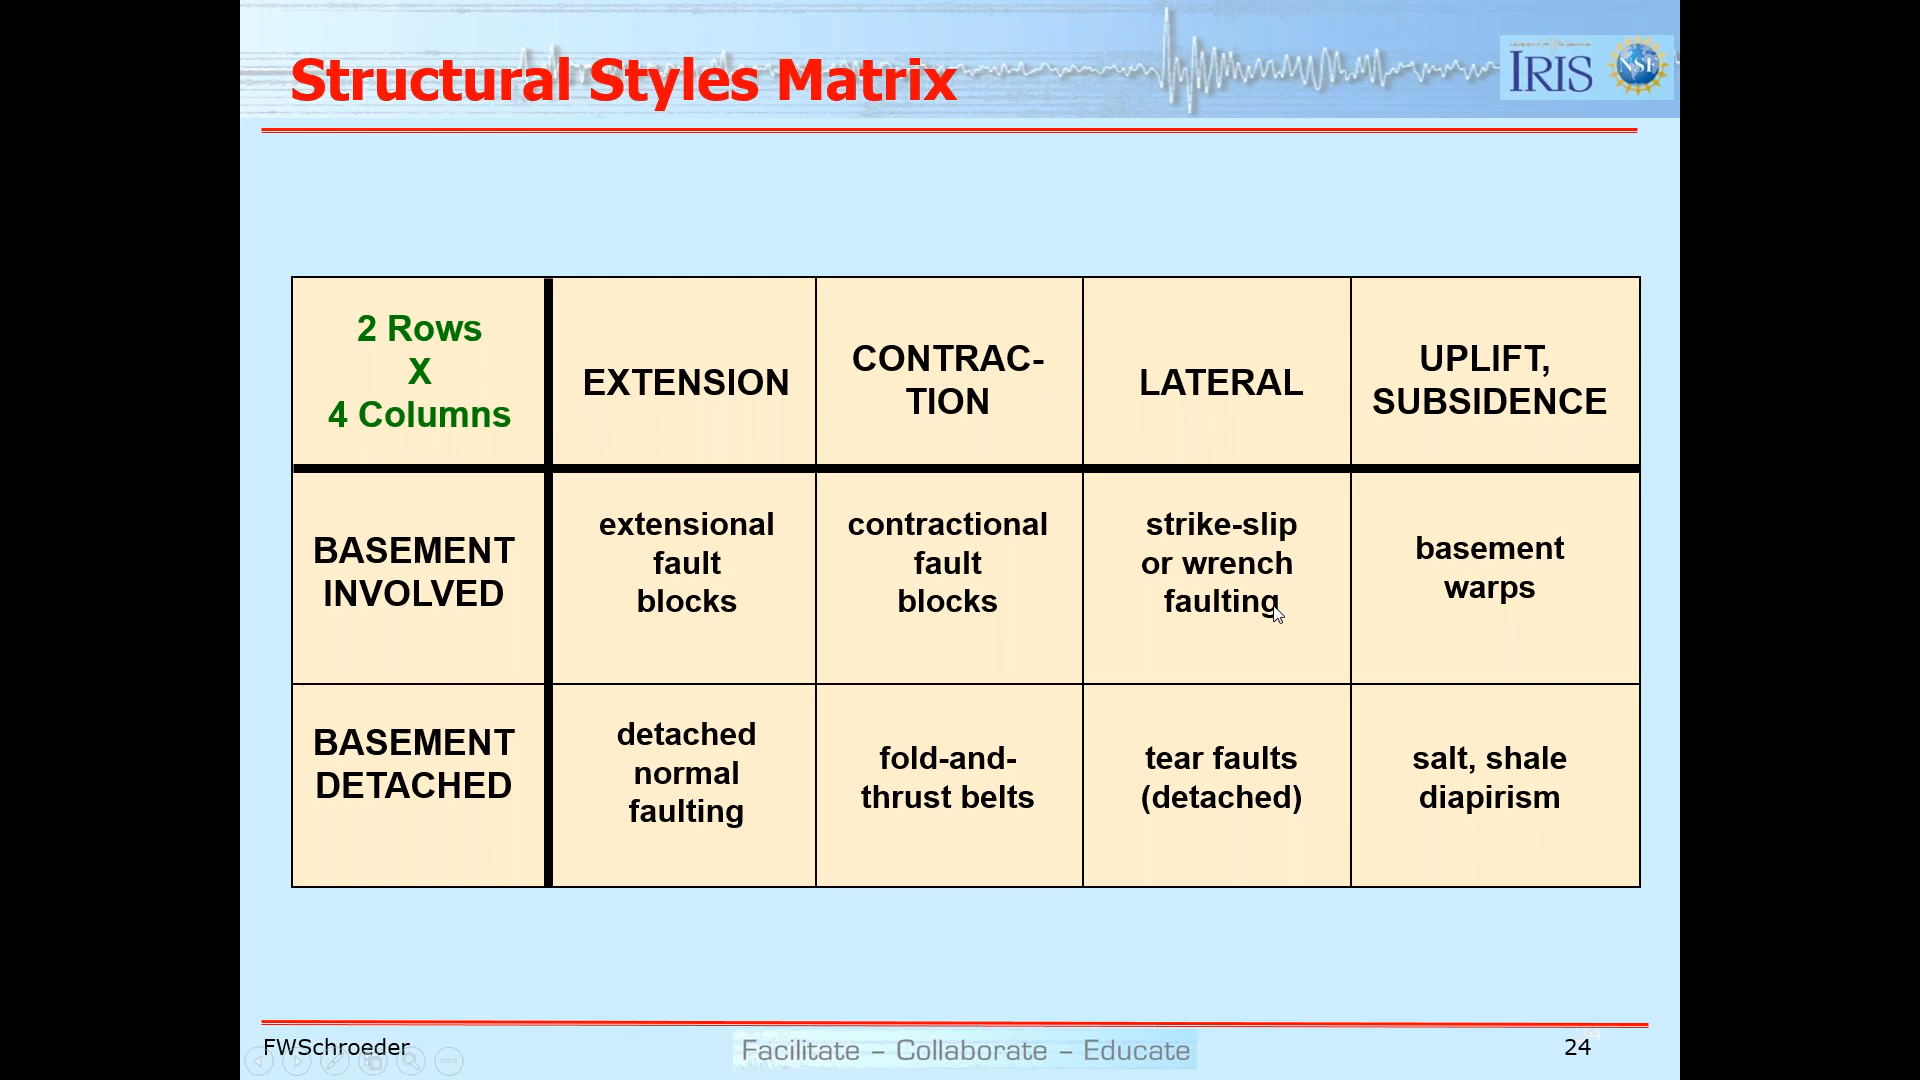 Structural Styles Matrix
IRIS
NSF
2 Rows
X
4 Columns
EXTENSION
CONTRAC-
TION
LATERAL
UPLIFT,
SUBSIDENCE
BASEMENT
INVOLVED
extensional
fault
blocks
contractional
fault
blocks
strike-slip
or wrench
faulting
basement
warps
BASEMENT
DETACHED
detached
normal
faulting
fold-and-
thrust belts
tear faults
(detached)
salt, shale
diapirism
FWSchroeder
Facilitate – Collaborate – Educate
24